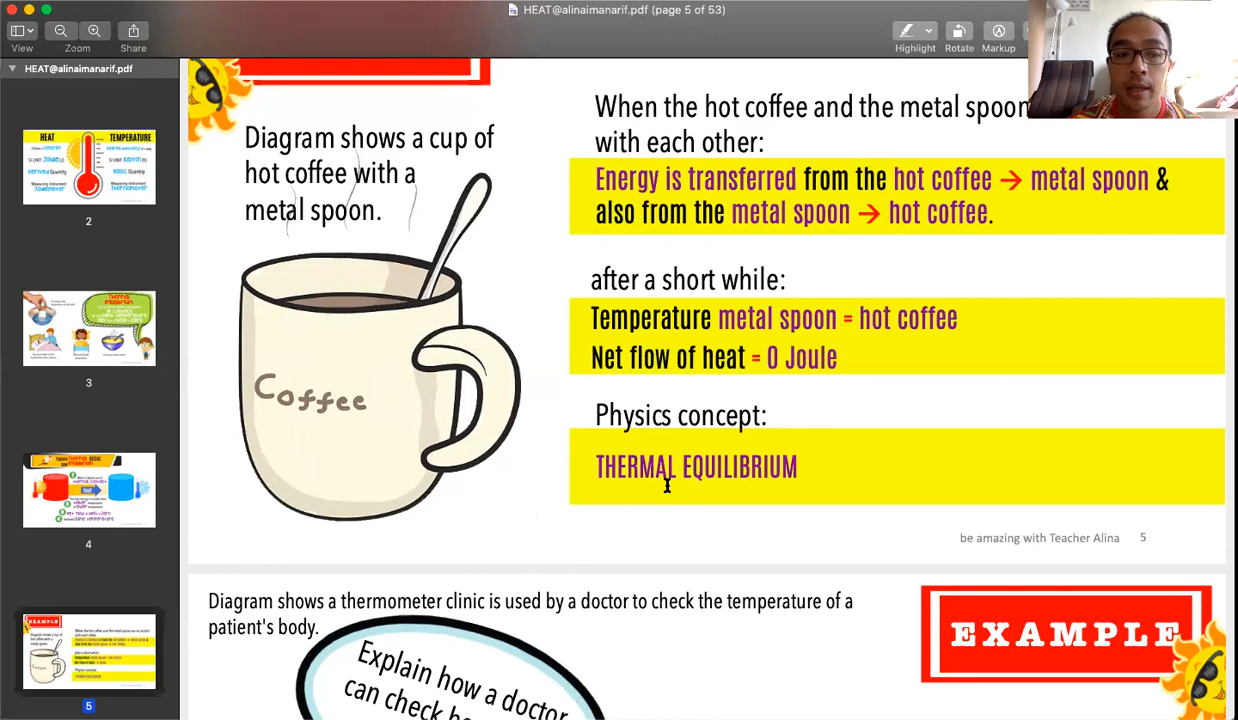 HEAT@alinaimanarif.pdf (page 5 of 53)
View
Zoom
Share
Highlight
Rotate
Markup
HEAT@alinaimanarif.pdf
HEAT
TEMPERATURE
2
3
4
EXAMPLE
5
Diagram shows a cup of
hot coffee with a
metal spoon.
Coffee
When the hot coffee and the metal spoon
with each other:
Energy is transferred from the hot coffee → metal spoon &
also from the metal spoon → hot coffee.
after a short while:
Temperature metal spoon = hot coffee
Net flow of heat = 0 Joule
Physics concept:
THERMAL EQUILIBRIUM
be amazing with Teacher Alina 5
Diagram shows a thermometer clinic is used by a doctor to check the temperature of a
patient's body.
EXAMPLE
Explain how a doctor
can check